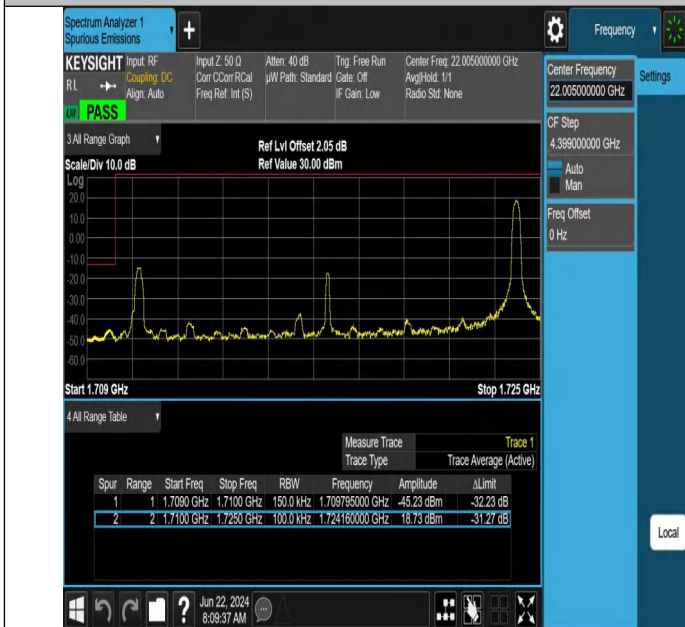 Spectrum Analyzer 1
Spurious Emissions
+
Frequency
KEYSIGHT
RL
Align: Auto
Input: RF
Coupling: DC
Input Z: 50 Ω
Corr CCorr RCal
Freq Ref: Int (S)
Atten: 40 dB
µW Path: Standard
Trig: Free Run
Gate: Off
IF Gain: Low
Center Freq: 22.005000000 GHz
Avg|Hold: 1/1
Radio Std: None
PASS
Center Frequency
22.005000000 GHz
Settings
CF Step
4.399000000 GHz
Auto
Man
Freq Offset
0 Hz
Local
3 All Range Graph
Scale/Div 10.0 dB
Ref Lvl Offset 2.05 dB
Ref Value 30.00 dBm
Log
20.0
10.0
0.00
-10.0
-20.0
-30.0
-40.0
-50.0
-60.0
Start 1.709 GHz
Stop 1.725 GHz
4 All Range Table
Measure Trace Trace 1
Trace Type Trace Average (Active)
Spur Range Start Freq Stop Freq RBW Frequency Amplitude ΔLimit
1 1 1.7090 GHz 1.7100 GHz 150.0 kHz 1.709795000 GHz -45.23 dBm -32.23 dB
2 2 1.7100 GHz 1.7250 GHz 100.0 kHz 1.724160000 GHz 18.73 dBm -31.27 dB
?
Jun 22, 2024
8:09:37 AM